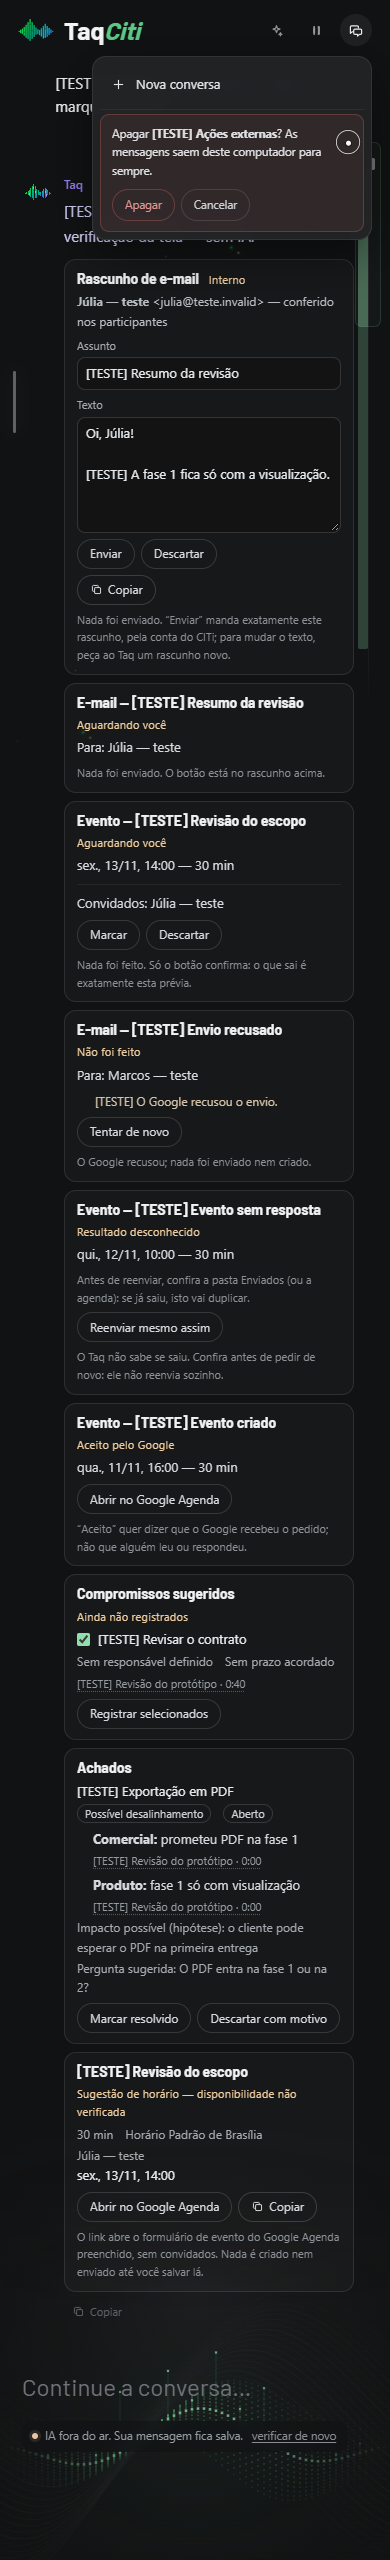 TaqCiti
[TEST
marq
Nova conversa
Apagar [TESTE] Ações externas? As
mensagens saem deste computador para
sempre.
Apagar
Cancelar
Taq
[TES
verificação da tela — sem IA.
Rascunho de e-mail Interno
Júlia — teste <julia@teste.invalid> — conferido
nos participantes
Assunto
[TESTE] Resumo da revisão
Texto
Oi, Júlia!
[TESTE] A fase 1 fica só com a visualização.
Enviar
Descartar
Copiar
Nada foi enviado. “Enviar” manda exatamente este
rascunho, pela conta do CITi; para mudar o texto,
peça ao Taq um rascunho novo.
E-mail — [TESTE] Resumo da revisão
Aguardando você
Para: Júlia — teste
Nada foi enviado. O botão está no rascunho acima.
Evento — [TESTE] Revisão do escopo
Aguardando você
sex., 13/11, 14:00 — 30 min
Convidados: Júlia — teste
Marcar
Descartar
Nada foi feito. Só o botão confirma: o que sai é
exatamente esta prévia.
E-mail — [TESTE] Envio recusado
Não foi feito
Para: Marcos — teste
[TESTE] O Google recusou o envio.
Tentar de novo
O Google recusou; nada foi enviado nem criado.
Evento — [TESTE] Evento sem resposta
Resultado desconhecido
qui., 12/11, 10:00 — 30 min
Antes de reenviar, confira a pasta Enviados (ou a
agenda): se já saiu, isto vai duplicar.
Reenviar mesmo assim
O Taq não sabe se saiu. Confira antes de pedir de
novo: ele não reenvia sozinho.
Evento — [TESTE] Evento criado
Aceito pelo Google
qua., 11/11, 16:00 — 30 min
Abrir no Google Agenda
“Aceito” quer dizer que o Google recebeu o pedido;
não que alguém leu ou respondeu.
Compromissos sugeridos
Ainda não registrados
[TESTE] Revisar o contrato
Sem responsável definido Sem prazo acordado
[TESTE] Revisão do protótipo · 0:40
Registrar selecionados
Achados
[TESTE] Exportação em PDF
Possível desalinhamento Aberto
Comercial: prometeu PDF na fase 1
[TESTE] Revisão do protótipo · 0:00
Produto: fase 1 só com visualização
[TESTE] Revisão do protótipo · 0:00
Impacto possível (hipótese): o cliente pode
esperar o PDF na primeira entrega
Pergunta sugerida: O PDF entra na fase 1 ou na
2?
Marcar resolvido
Descartar com motivo
[TESTE] Revisão do escopo
Sugestão de horário — disponibilidade não
verificada
30 min Horário Padrão de Brasília
Júlia — teste
sex., 13/11, 14:00
Abrir no Google Agenda
Copiar
O link abre o formulário de evento do Google Agenda
preenchido, sem convidados. Nada é criado nem
enviado até você salvar lá.
Copiar
Continue a conversa...
IA fora do ar. Sua mensagem fica salva. verificar de novo